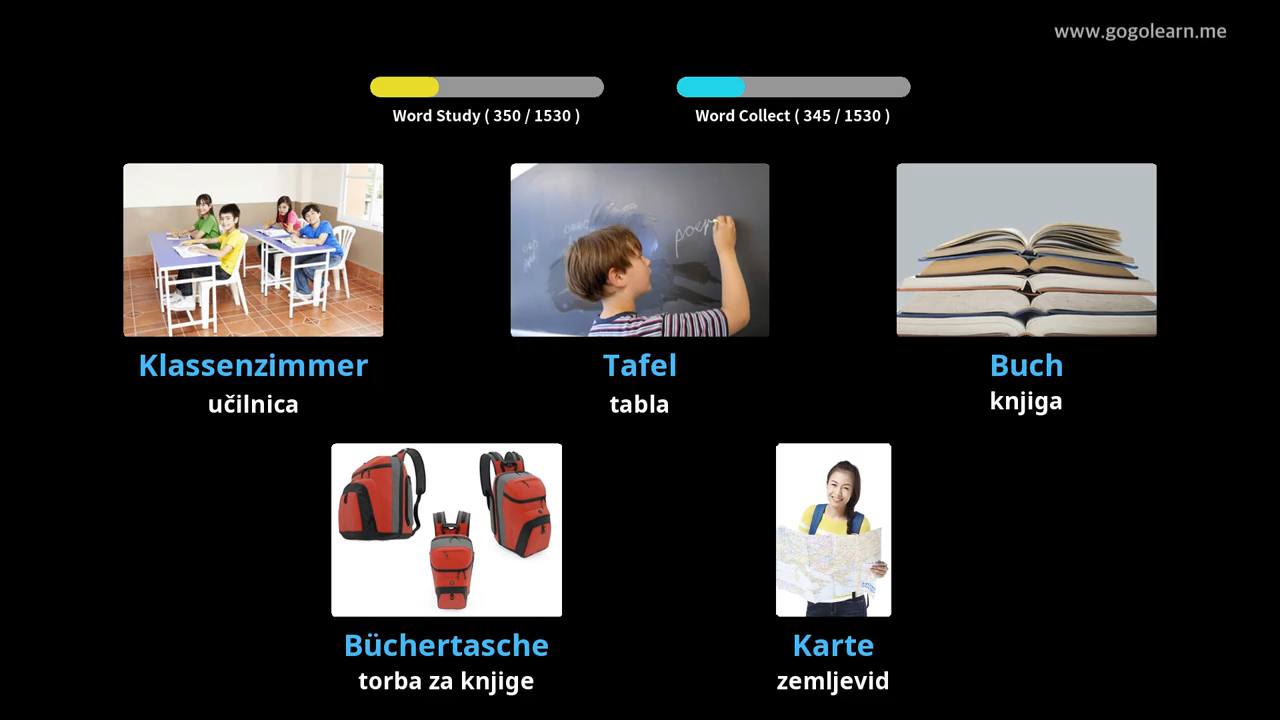 www.gogolearn.me
Word Study ( 350 / 1530 )
Word Collect ( 345 / 1530 )
Klassenzimmer
učilnica
Tafel
tabla
Buch
knjiga
Büchertasche
torba za knjige
Karte
zemljevid